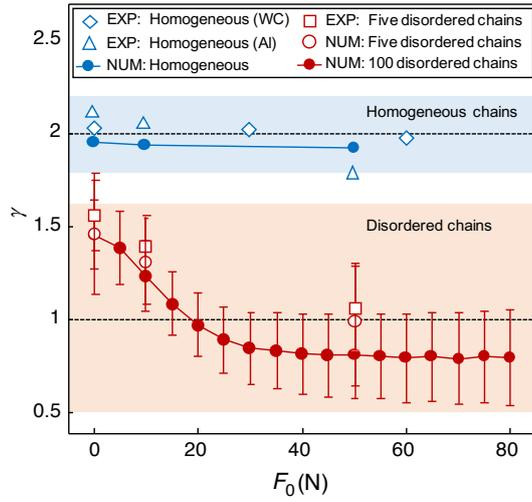 2.5
EXP: Homogeneous (WC)
EXP: Homogeneous (Al)
NUM: Homogeneous
EXP: Five disordered chains
NUM: Five disordered chains
NUM: 100 disordered chains
Homogeneous chains
2
γ
1.5
Disordered chains
1
0.5
0 20 40 60 80
F0(N)